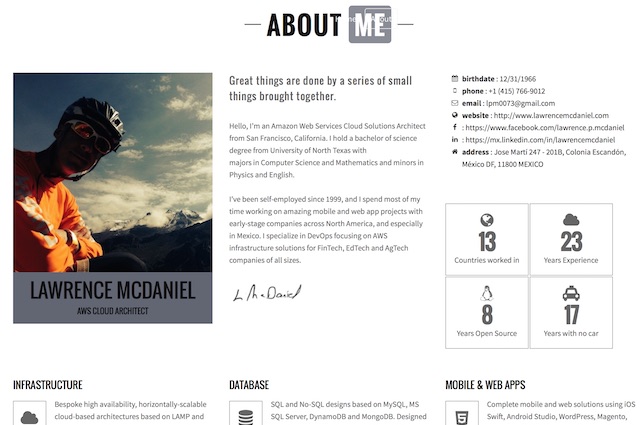 Home About
ABOUT ME
Great things are done by a series of small
things brought together.
Hello, I'm an Amazon Web Services Cloud Solutions Architect
from San Francisco, California. I hold a bachelor of science
degree from University of North Texas with
majors in Computer Science and Mathematics and minors in
Physics and English.
I've been self-employed since 1999, and I spend most of my
time working on amazing mobile and web app projects with
early-stage companies across North America, and especially
in Mexico. I specialize in DevOps focusing on AWS
infrastructure solutions for FinTech, EdTech and AgTech
companies of all sizes.
L McDaniel
LAWRENCE MCDANIEL
AWS CLOUD ARCHITECT
birthdate : 12/31/1966
phone : +1 (415) 766-9012
email : lpm0073@gmail.com
website : http://www.lawrencemcdaniel.com
: https://www.facebook.com/lawrence.p.mcdaniel
: https://mx.linkedin.com/in/lawrencemcdaniel
address : Jose Marti 247 - 201B, Colonia Escandón,
México DF, 11800 MEXICO
13
Countries worked in
23
Years Experience
8
Years Open Source
17
Years with no car
INFRASTRUCTURE
Bespoke high availability, horizontally-scalable
cloud-based architectures based on LAMP and
DATABASE
SQL and No-SQL designs based on MySQL, MS
SQL Server, DynamoDB and MongoDB. Designed
MOBILE & WEB APPS
Complete mobile and web solutions using iOS
Swift, Android Studio, WordPress, Magento,